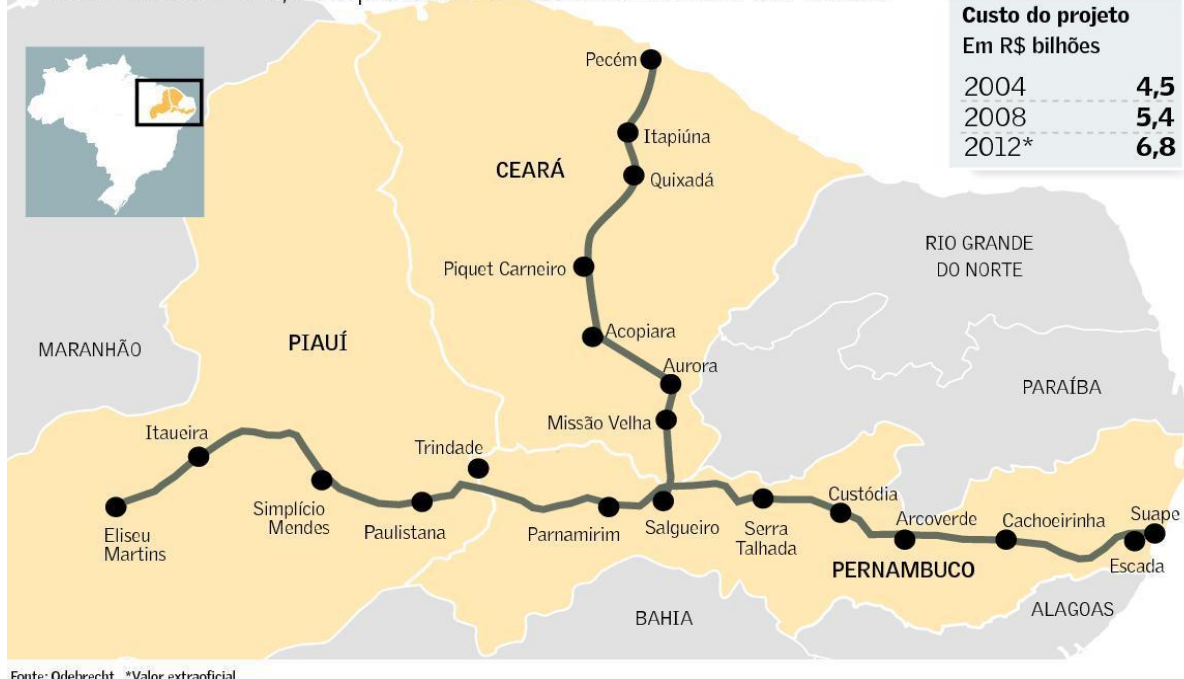 Custo do projeto
Em R$ bilhões
2004 4,5
2008 5,4
2012* 6,8
Pecém
Itapiúna
CEARÁ
Quixadá
RIO GRANDE
DO NORTE
Piquet Carneiro
Acopiara
MARANHÃO
PIAUÍ
Aurora
PARAÍBA
Missão Velha
Itaueira
Trindade
Simplício
Mendes
Paulistana
Parnamirim
Salgueiro
Serra
Talhada
Custódia
Arcoverde
Cachoeirinha
Suape
Eliseu
Martins
Escada
PERNAMBUCO
BAHIA
ALAGOAS
Fonte: Odebrecht *Valor extraoficial